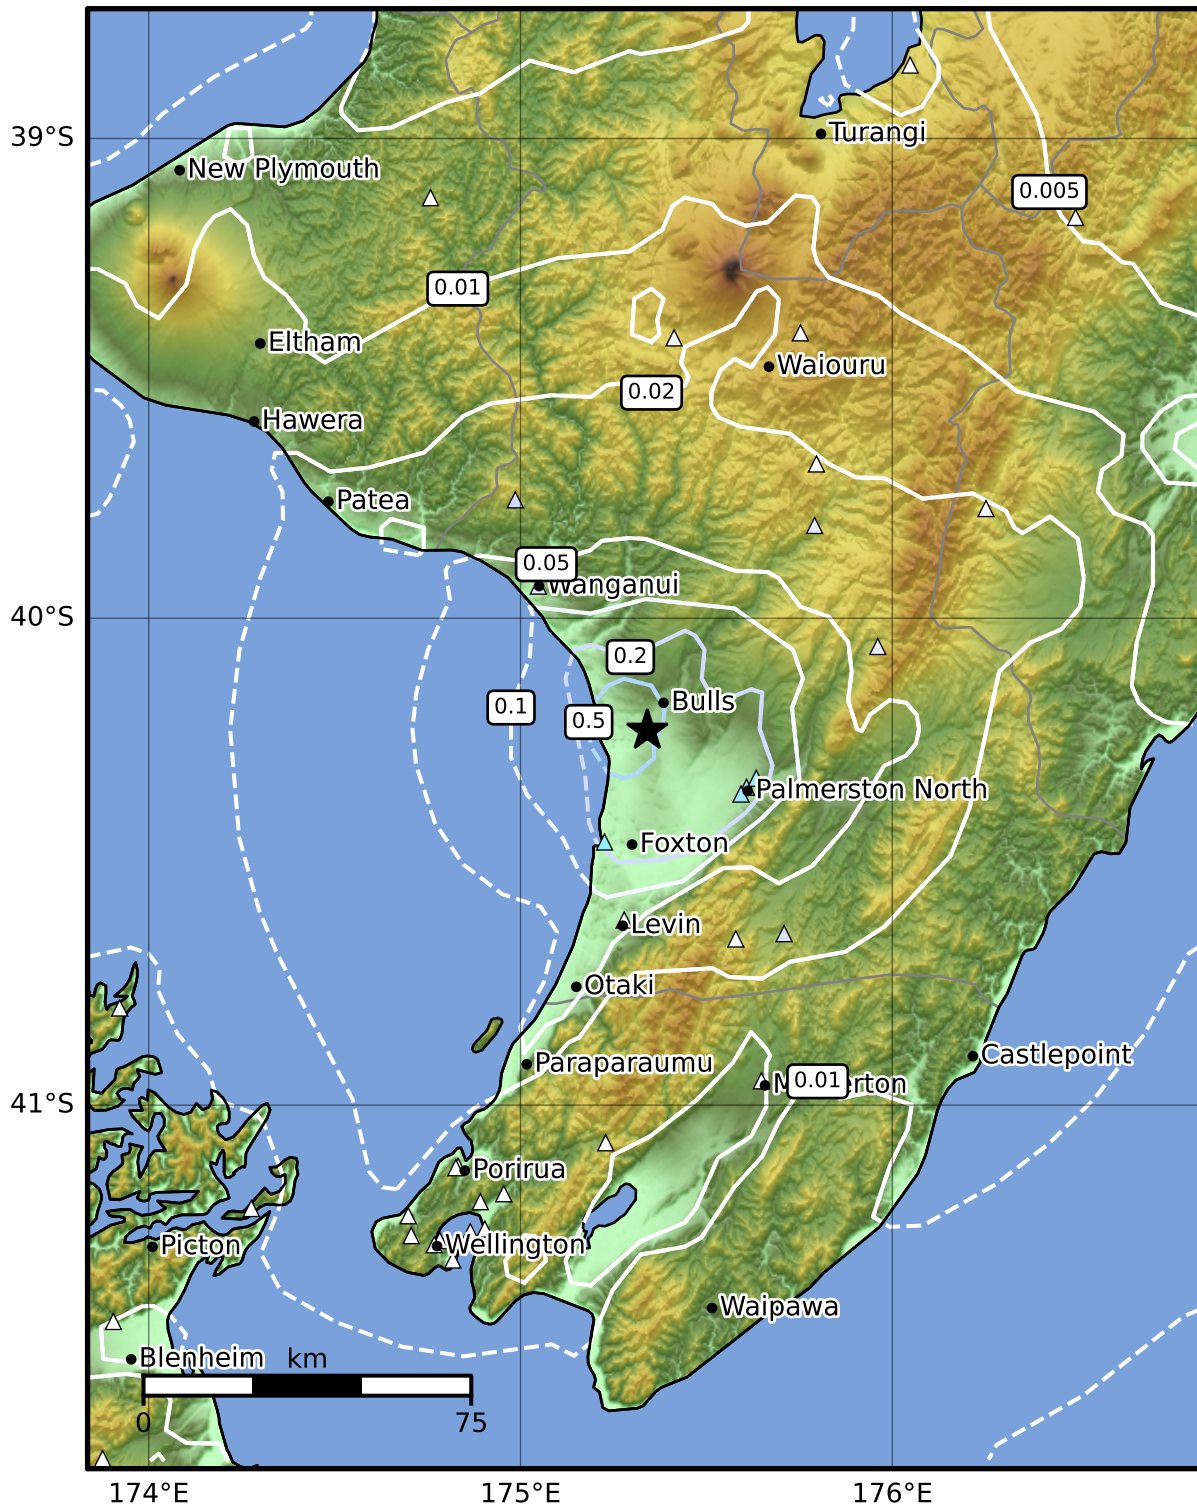 Turangi
39°S
New Plymouth
0.005
0.01
Eltham
Waiouru
0.02
Hawera
Patea
0.05
Wanganui
40°S
0.2
Bulls
0.1
0.5
Palmerston North
Foxton
Levin
Otaki
Castlepoint
Paraparaumu
0.01
41°S
Porirua
Wellington
Picton
Waipawa
Blenheim
km
0
75
174°E
175°E
176°E